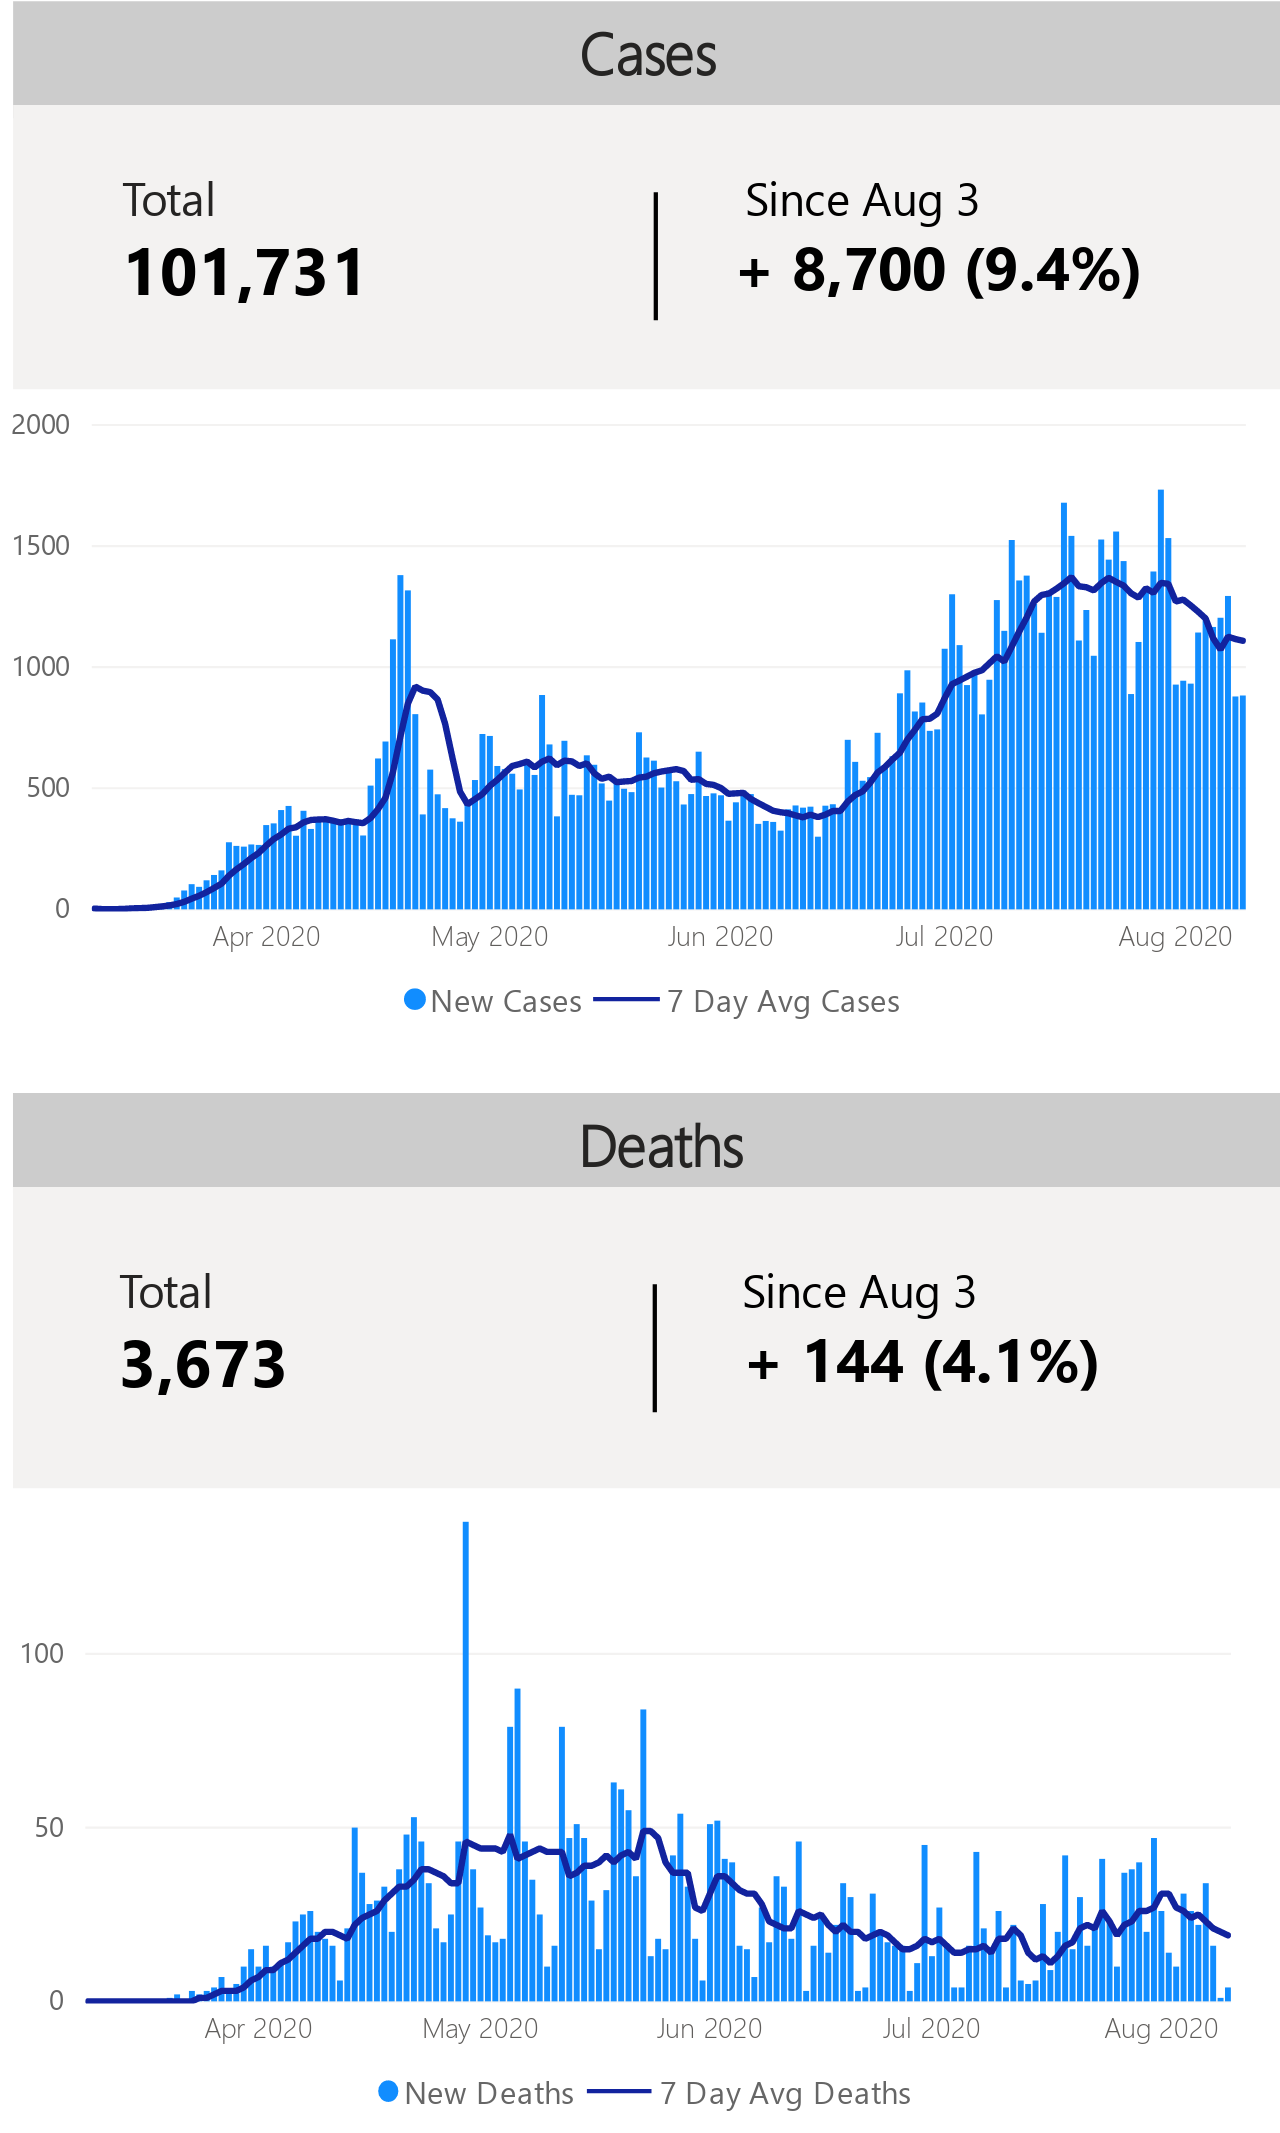 Cases
Total
101,731
Since Aug 3
+ 8,700 (9.4%)
2000
1500
1000
500
0
Apr 2020
May 2020
Jun 2020
Jul 2020
Aug 2020
New Cases
7 Day Avg Cases
Deaths
Total
3,673
Since Aug 3
+ 144 (4.1%)
100
50
0
Apr 2020
May 2020
Jun 2020
Jul 2020
Aug 2020
New Deaths
7 Day Avg Deaths